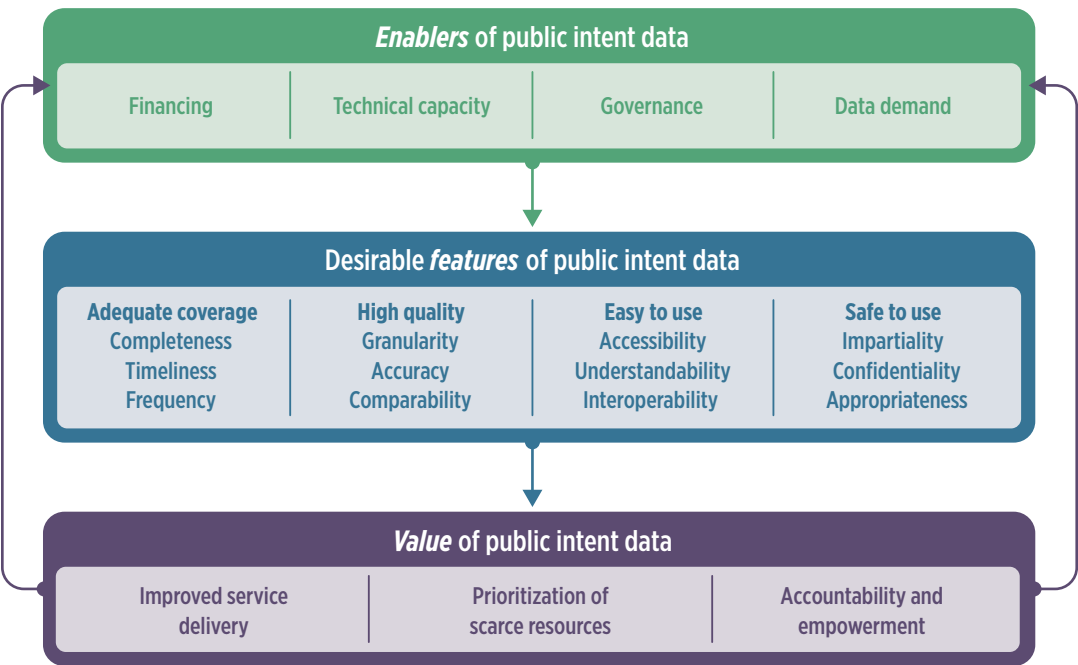 Enablers of public intent data
Financing
Technical capacity
Governance
Data demand
Desirable features of public intent data
Adequate coverage
Completeness
Timeliness
Frequency
High quality
Granularity
Accuracy
Comparability
Easy to use
Accessibility
Understandability
Interoperability
Safe to use
Impartiality
Confidentiality
Appropriateness
Value of public intent data
Improved service
delivery
Prioritization of
scarce resources
Accountability and
empowerment